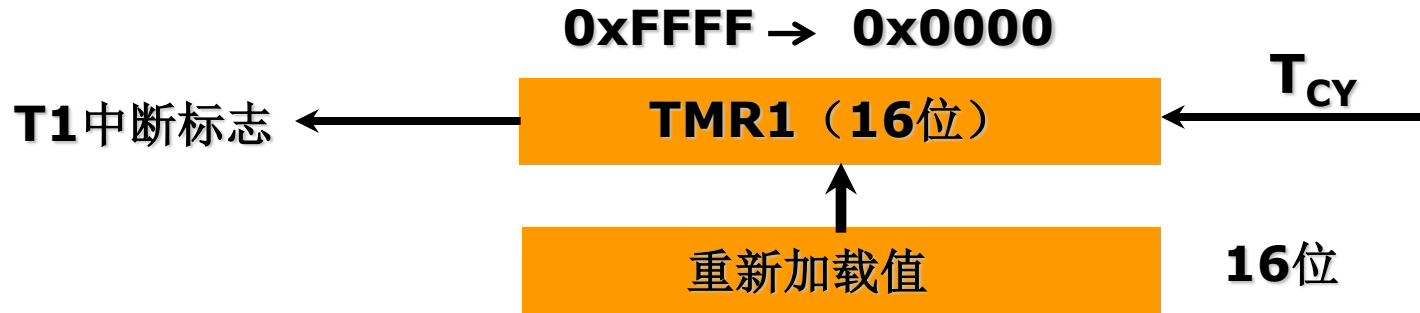 0xFFFF → 0x0000
T_CY
T1中断标志
TMR1（16位）
重新加载值
16位